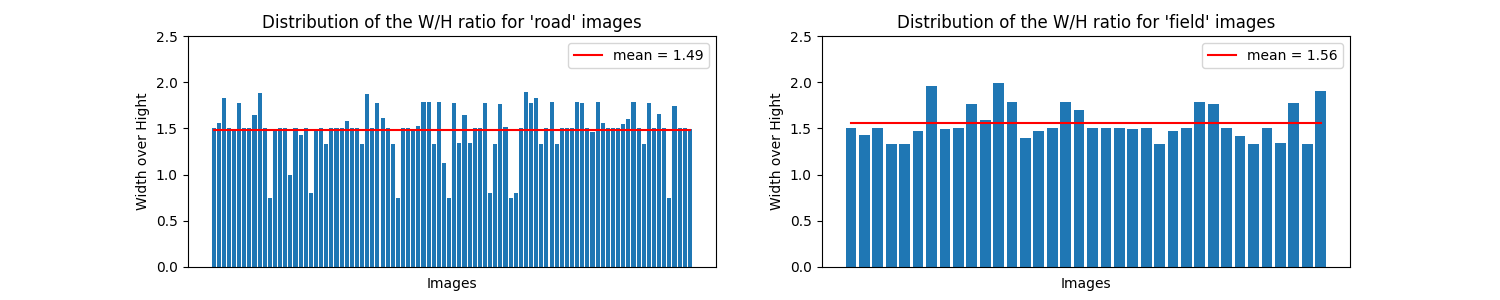 Distribution of the W/H ratio for 'road' images
2.5
2.0
1.5
1.0
0.5
0.0
Width over Hight
mean = 1.49
Images
Distribution of the W/H ratio for 'field' images
2.5
2.0
1.5
1.0
0.5
0.0
Width over Hight
mean = 1.56
Images